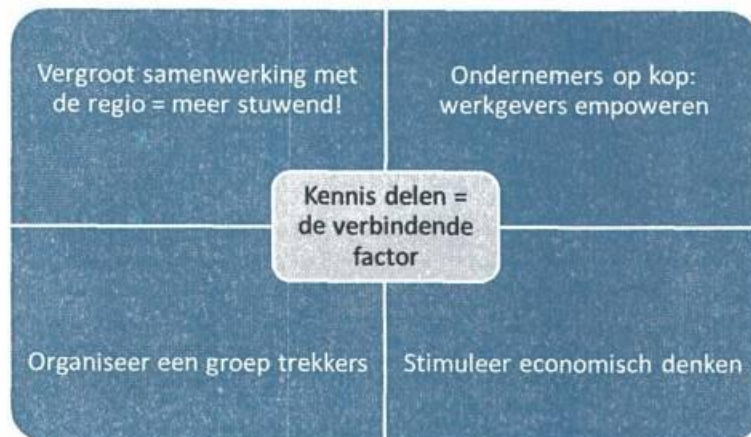 Vergroot samenwerking met
de regio = meer stuwend!
Ondernemers op kop:
werkgevers empoweren
Kennis delen =
de verbindende
factor
Organiseer een groep trekkers
Stimuleer economisch denken